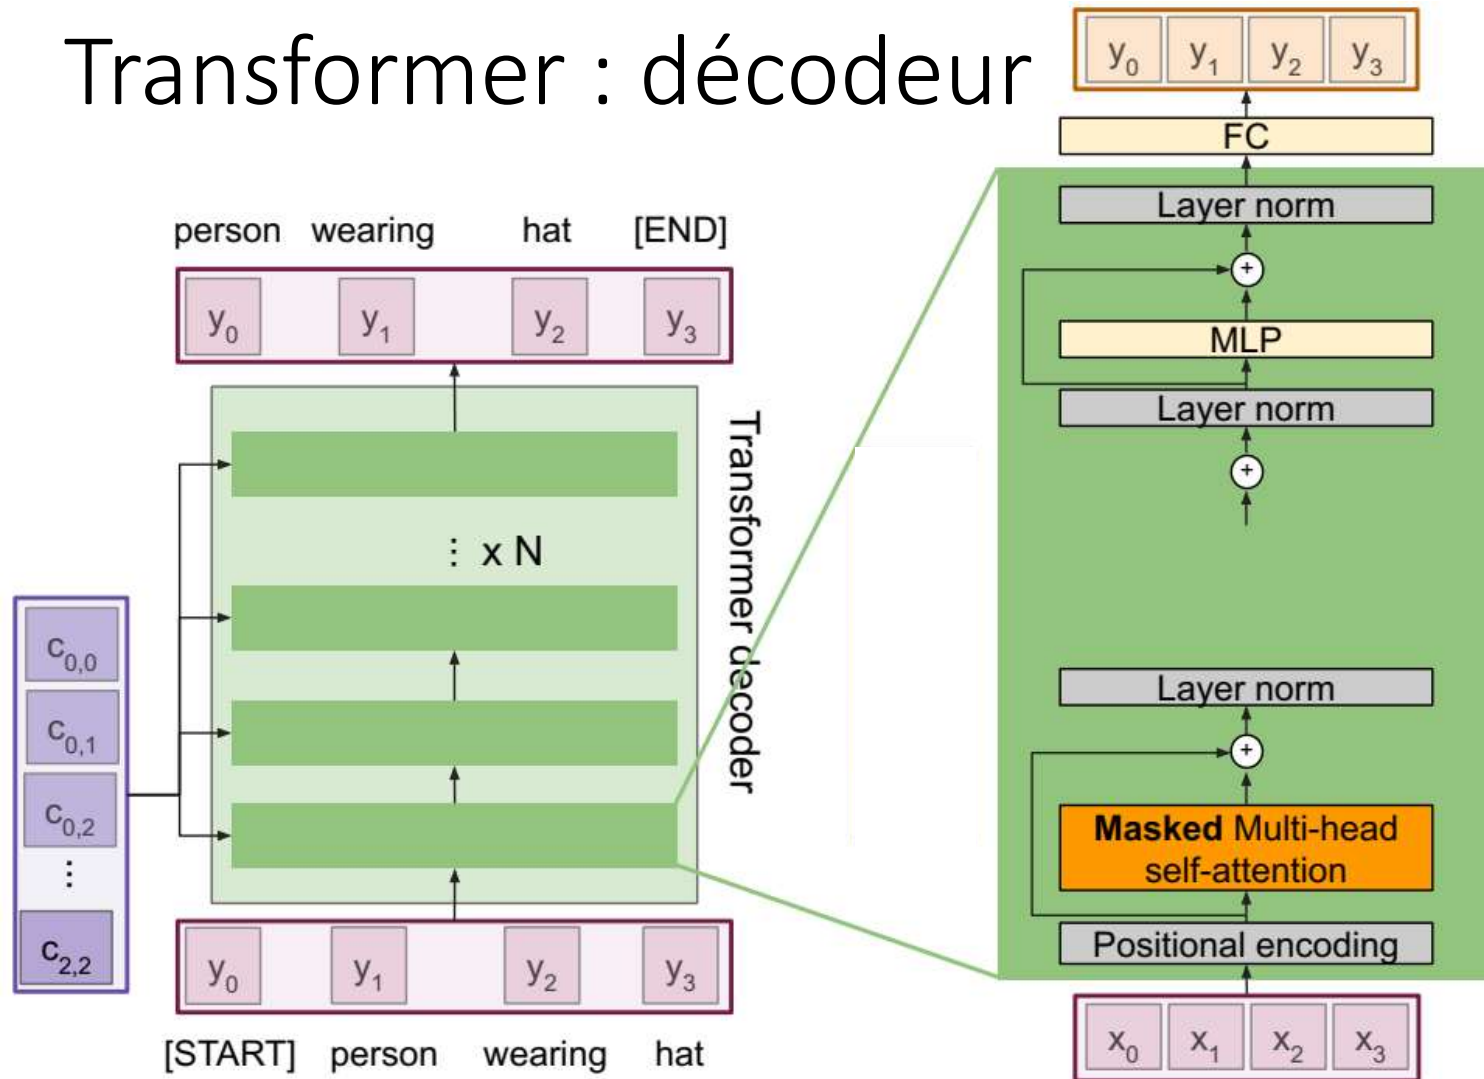 Transformer : décodeur
person wearing hat [END]
y0 y1 y2 y3
⋮ x N
Transformer decoder
c0,0
c0,1
c0,2
⋮
c2,2
y0 y1 y2 y3
[START] person wearing hat
y0 y1 y2 y3
FC
Layer norm
+
MLP
Layer norm
+
Layer norm
+
Masked Multi-head
self-attention
Positional encoding
x0 x1 x2 x3